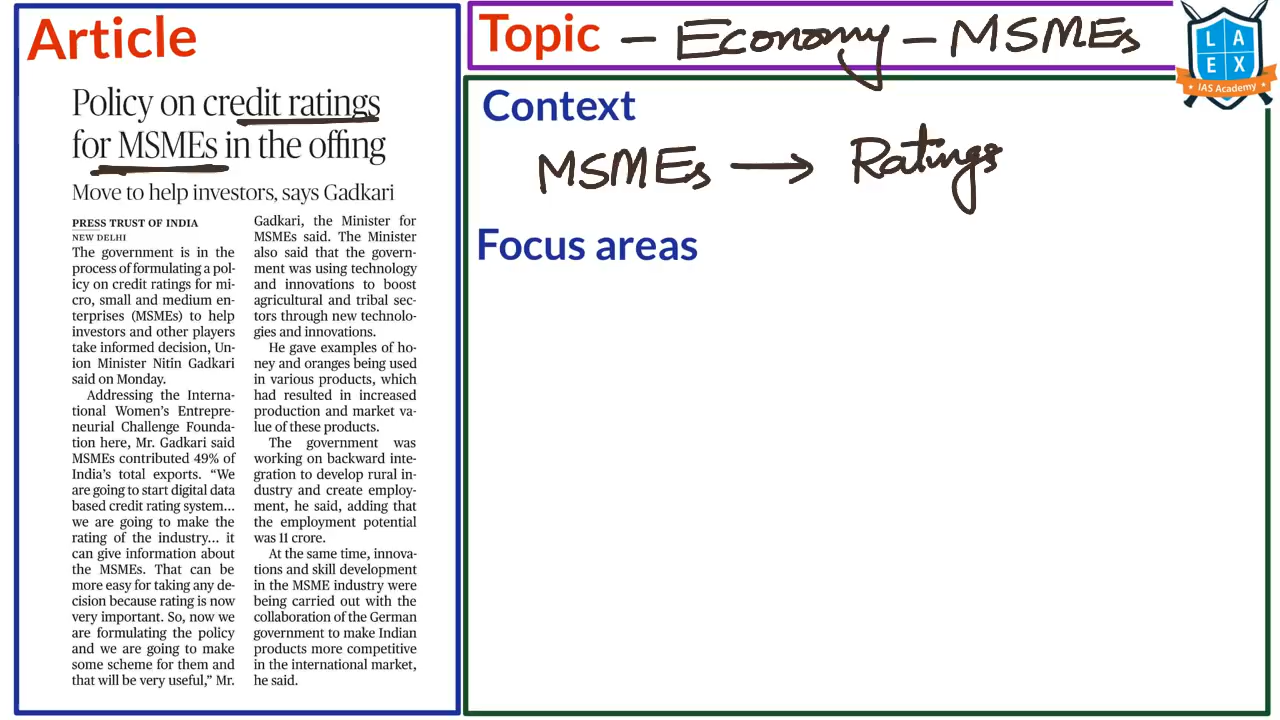 Article
Policy on credit ratings
for MSMEs in the offing
Move to help investors, says Gadkari
PRESS TRUST OF INDIA
NEW DELHI
The government is in the
process of formulating a pol-
icy on credit ratings for mi-
cro, small and medium en-
terprises (MSMEs) to help
investors and other players
take informed decision, Un-
ion Minister Nitin Gadkari
said on Monday.
Addressing the Interna-
tional Women's Entrepre-
neurial Challenge Founda-
tion here, Mr. Gadkari said
MSMEs contributed 49% of
India's total exports. "We
are going to start digital data
based credit rating system...
we are going to make the
rating of the industry... it
can give information about
the MSMEs. That can be
more easy for taking any de-
cision because rating is now
very important. So, now we
are formulating the policy
and we are going to make
some scheme for them and
that will be very useful," Mr.
Gadkari, the Minister for
MSMEs said. The Minister
also said that the govern-
ment was using technology
and innovations to boost
agricultural and tribal sec-
tors through new technolo-
gies and innovations.
He gave examples of ho-
ney and oranges being used
in various products, which
had resulted in increased
production and market va-
lue of these products.
The government was
working on backward inte-
gration to develop rural in-
dustry and create employ-
ment, he said, adding that
the employment potential
was 11 crore.
At the same time, innova-
tions and skill development
in the MSME industry were
being carried out with the
collaboration of the German
government to make Indian
products more competitive
in the international market,
he said.
Topic - Economy - MSMEs
LA
EX
IAS Academy
Context
MSMEs → Ratings
Focus areas